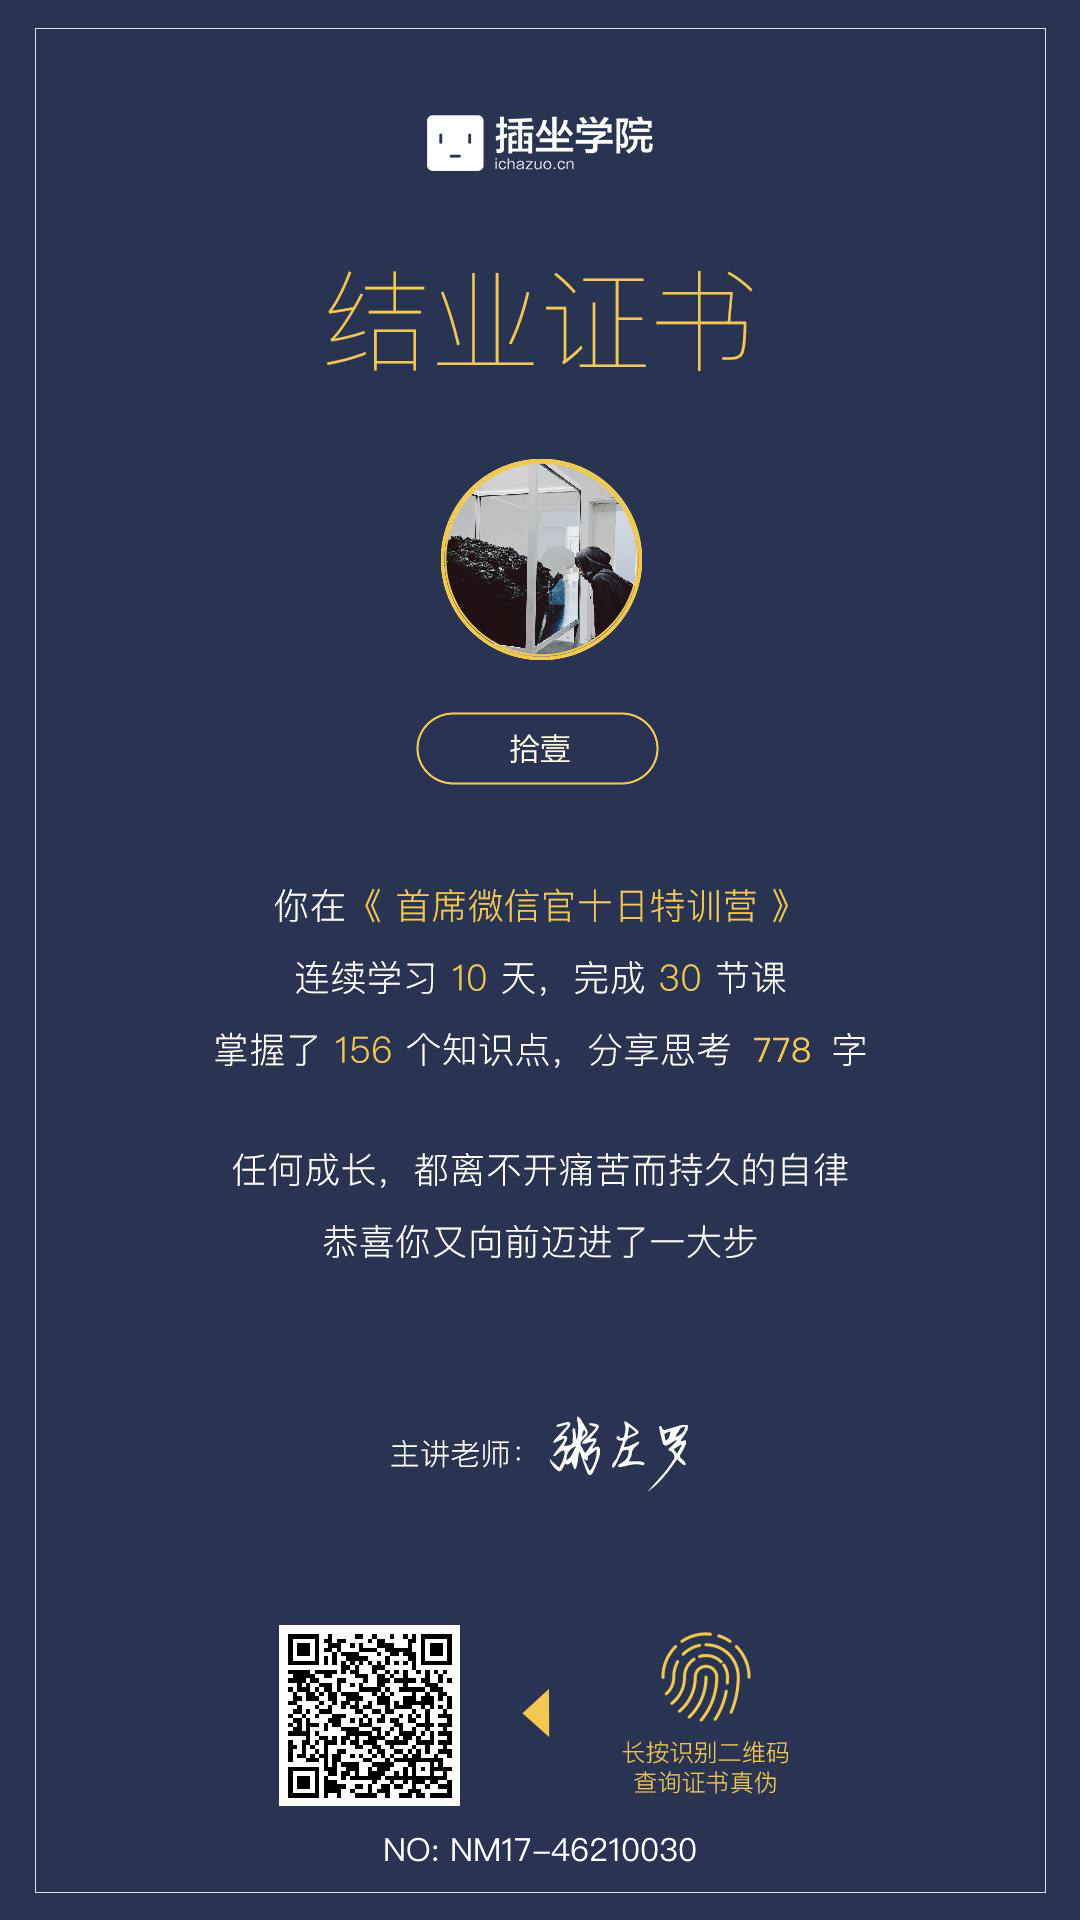 插坐学院
ichazuo.cn
结业证书
拾壹
你在《 首席微信官十日特训营 》
连续学习 10 天，完成 30 节课
掌握了 156 个知识点，分享思考 778 字
任何成长，都离不开痛苦而持久的自律
恭喜你又向前迈进了一大步
主讲老师：粥左罗
长按识别二维码
查询证书真伪
NO: NM17-46210030